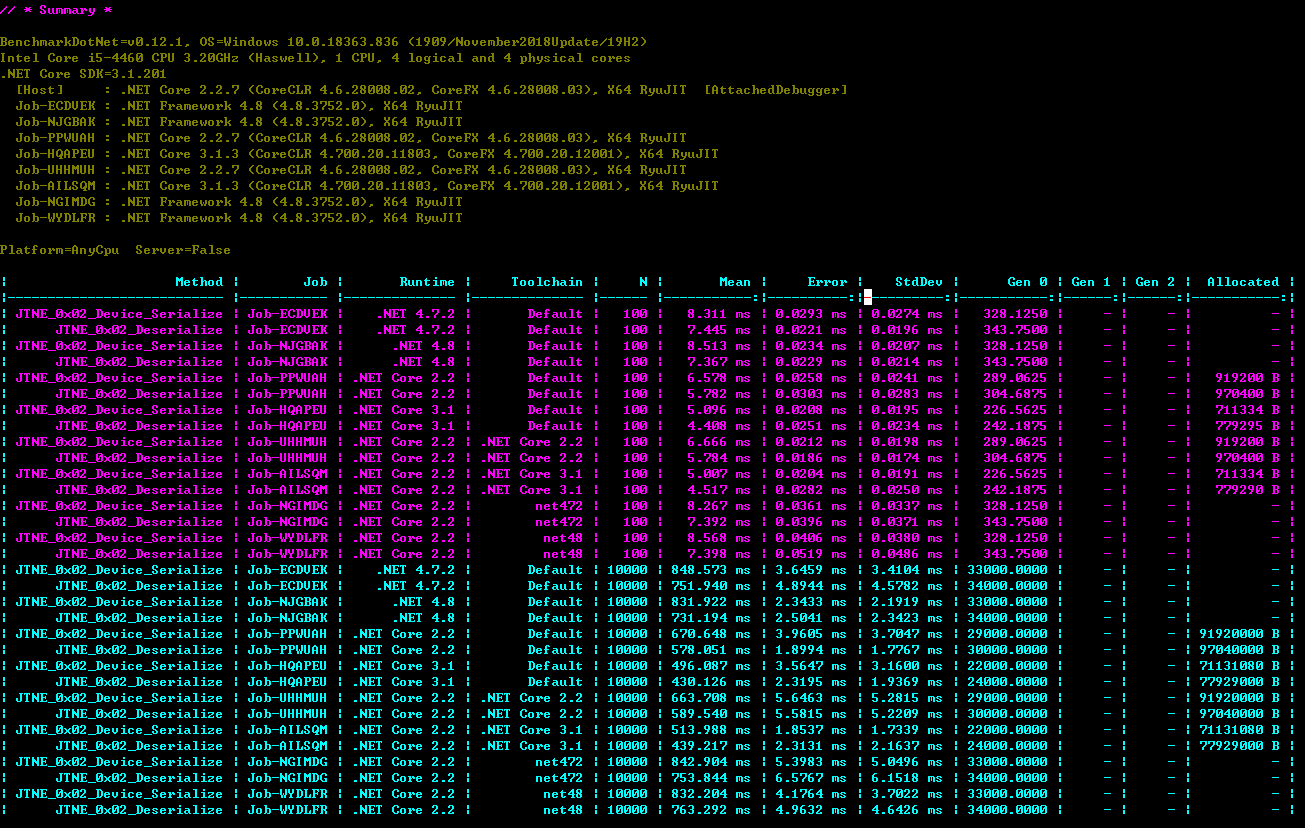 // * Summary *
BenchmarkDotNet=v0.12.1, OS=Windows 10.0.18363.836 (1909/November2018Update/19H2)
Intel Core i5-4460 CPU 3.20GHz (Haswell), 1 CPU, 4 logical and 4 physical cores
.NET Core SDK=3.1.201
[Host]     : .NET Core 2.2.7 (CoreCLR 4.6.28008.02, CoreFX 4.6.28008.03), X64 RyuJIT  [AttachedDebugger]
Job-ECDVEK : .NET Framework 4.8 (4.8.3752.0), X64 RyuJIT
Job-NJGBAK : .NET Framework 4.8 (4.8.3752.0), X64 RyuJIT
Job-PPWUAH : .NET Core 2.2.7 (CoreCLR 4.6.28008.02, CoreFX 4.6.28008.03), X64 RyuJIT
Job-HQAPEU : .NET Core 3.1.3 (CoreCLR 4.700.20.11803, CoreFX 4.700.20.12001), X64 RyuJIT
Job-UHHMUH : .NET Core 2.2.7 (CoreCLR 4.6.28008.02, CoreFX 4.6.28008.03), X64 RyuJIT
Job-AILSQM : .NET Core 3.1.3 (CoreCLR 4.700.20.11803, CoreFX 4.700.20.12001), X64 RyuJIT
Job-NGIMDG : .NET Framework 4.8 (4.8.3752.0), X64 RyuJIT
Job-WYDLFR : .NET Framework 4.8 (4.8.3752.0), X64 RyuJIT
Platform=AnyCpu  Server=False
| Method | Job | Runtime | Toolchain | N | Mean | Error | StdDev | Gen 0 | Gen 1 | Gen 2 | Allocated |
| JTNE_0x02_Device_Serialize | Job-ECDVEK | .NET 4.7.2 | Default | 100 | 8.311 ms | 0.0293 ms | 0.0274 ms | 328.1250 | - | - | - |
| JTNE_0x02_Deserialize | Job-ECDVEK | .NET 4.7.2 | Default | 100 | 7.445 ms | 0.0221 ms | 0.0196 ms | 343.7500 | - | - | - |
| JTNE_0x02_Device_Serialize | Job-NJGBAK | .NET 4.8 | Default | 100 | 8.513 ms | 0.0234 ms | 0.0207 ms | 328.1250 | - | - | - |
| JTNE_0x02_Deserialize | Job-NJGBAK | .NET 4.8 | Default | 100 | 7.367 ms | 0.0229 ms | 0.0214 ms | 343.7500 | - | - | - |
| JTNE_0x02_Device_Serialize | Job-PPWUAH | .NET Core 2.2 | Default | 100 | 6.578 ms | 0.0258 ms | 0.0241 ms | 289.0625 | - | - | 919200 B |
| JTNE_0x02_Deserialize | Job-PPWUAH | .NET Core 2.2 | Default | 100 | 5.782 ms | 0.0303 ms | 0.0283 ms | 304.6875 | - | - | 970400 B |
| JTNE_0x02_Device_Serialize | Job-HQAPEU | .NET Core 3.1 | Default | 100 | 5.096 ms | 0.0208 ms | 0.0195 ms | 226.5625 | - | - | 711334 B |
| JTNE_0x02_Deserialize | Job-HQAPEU | .NET Core 3.1 | Default | 100 | 4.408 ms | 0.0251 ms | 0.0234 ms | 242.1875 | - | - | 779295 B |
| JTNE_0x02_Device_Serialize | Job-UHHMUH | .NET Core 2.2 | .NET Core 2.2 | 100 | 6.666 ms | 0.0212 ms | 0.0198 ms | 289.0625 | - | - | 919200 B |
| JTNE_0x02_Deserialize | Job-UHHMUH | .NET Core 2.2 | .NET Core 2.2 | 100 | 5.784 ms | 0.0186 ms | 0.0174 ms | 304.6875 | - | - | 970400 B |
| JTNE_0x02_Device_Serialize | Job-AILSQM | .NET Core 2.2 | .NET Core 3.1 | 100 | 5.007 ms | 0.0204 ms | 0.0191 ms | 226.5625 | - | - | 711334 B |
| JTNE_0x02_Deserialize | Job-AILSQM | .NET Core 2.2 | .NET Core 3.1 | 100 | 4.517 ms | 0.0282 ms | 0.0250 ms | 242.1875 | - | - | 779290 B |
| JTNE_0x02_Device_Serialize | Job-NGIMDG | .NET Core 2.2 | net472 | 100 | 8.267 ms | 0.0361 ms | 0.0337 ms | 328.1250 | - | - | - |
| JTNE_0x02_Deserialize | Job-NGIMDG | .NET Core 2.2 | net472 | 100 | 7.392 ms | 0.0396 ms | 0.0371 ms | 343.7500 | - | - | - |
| JTNE_0x02_Device_Serialize | Job-WYDLFR | .NET Core 2.2 | net48 | 100 | 8.568 ms | 0.0406 ms | 0.0380 ms | 328.1250 | - | - | - |
| JTNE_0x02_Deserialize | Job-WYDLFR | .NET Core 2.2 | net48 | 100 | 7.398 ms | 0.0519 ms | 0.0486 ms | 343.7500 | - | - | - |
| JTNE_0x02_Device_Serialize | Job-ECDVEK | .NET 4.7.2 | Default | 10000 | 848.573 ms | 3.6459 ms | 3.4104 ms | 33000.0000 | - | - | - |
| JTNE_0x02_Deserialize | Job-ECDVEK | .NET 4.7.2 | Default | 10000 | 751.940 ms | 4.8944 ms | 4.5782 ms | 34000.0000 | - | - | - |
| JTNE_0x02_Device_Serialize | Job-NJGBAK | .NET 4.8 | Default | 10000 | 831.922 ms | 2.3433 ms | 2.1919 ms | 33000.0000 | - | - | - |
| JTNE_0x02_Deserialize | Job-NJGBAK | .NET 4.8 | Default | 10000 | 731.194 ms | 2.5041 ms | 2.3423 ms | 34000.0000 | - | - | - |
| JTNE_0x02_Device_Serialize | Job-PPWUAH | .NET Core 2.2 | Default | 10000 | 670.648 ms | 3.9605 ms | 3.7047 ms | 29000.0000 | - | - | 91920000 B |
| JTNE_0x02_Deserialize | Job-PPWUAH | .NET Core 2.2 | Default | 10000 | 578.051 ms | 1.8994 ms | 1.7767 ms | 30000.0000 | - | - | 97040000 B |
| JTNE_0x02_Device_Serialize | Job-HQAPEU | .NET Core 3.1 | Default | 10000 | 496.087 ms | 3.5647 ms | 3.1600 ms | 22000.0000 | - | - | 71131080 B |
| JTNE_0x02_Deserialize | Job-HQAPEU | .NET Core 3.1 | Default | 10000 | 430.126 ms | 2.3195 ms | 1.9369 ms | 24000.0000 | - | - | 77929000 B |
| JTNE_0x02_Device_Serialize | Job-UHHMUH | .NET Core 2.2 | .NET Core 2.2 | 10000 | 663.708 ms | 5.6463 ms | 5.2815 ms | 29000.0000 | - | - | 91920000 B |
| JTNE_0x02_Deserialize | Job-UHHMUH | .NET Core 2.2 | .NET Core 2.2 | 10000 | 589.540 ms | 5.5815 ms | 5.2209 ms | 30000.0000 | - | - | 97040000 B |
| JTNE_0x02_Device_Serialize | Job-AILSQM | .NET Core 2.2 | .NET Core 3.1 | 10000 | 513.988 ms | 1.8537 ms | 1.7339 ms | 22000.0000 | - | - | 71131080 B |
| JTNE_0x02_Deserialize | Job-AILSQM | .NET Core 2.2 | .NET Core 3.1 | 10000 | 439.217 ms | 2.3131 ms | 2.1637 ms | 24000.0000 | - | - | 77929000 B |
| JTNE_0x02_Device_Serialize | Job-NGIMDG | .NET Core 2.2 | net472 | 10000 | 842.904 ms | 5.3983 ms | 5.0496 ms | 33000.0000 | - | - | - |
| JTNE_0x02_Deserialize | Job-NGIMDG | .NET Core 2.2 | net472 | 10000 | 753.844 ms | 6.5767 ms | 6.1518 ms | 34000.0000 | - | - | - |
| JTNE_0x02_Device_Serialize | Job-WYDLFR | .NET Core 2.2 | net48 | 10000 | 832.204 ms | 4.1764 ms | 3.7022 ms | 33000.0000 | - | - | - |
| JTNE_0x02_Deserialize | Job-WYDLFR | .NET Core 2.2 | net48 | 10000 | 763.292 ms | 4.9632 ms | 4.6426 ms | 34000.0000 | - | - | - |